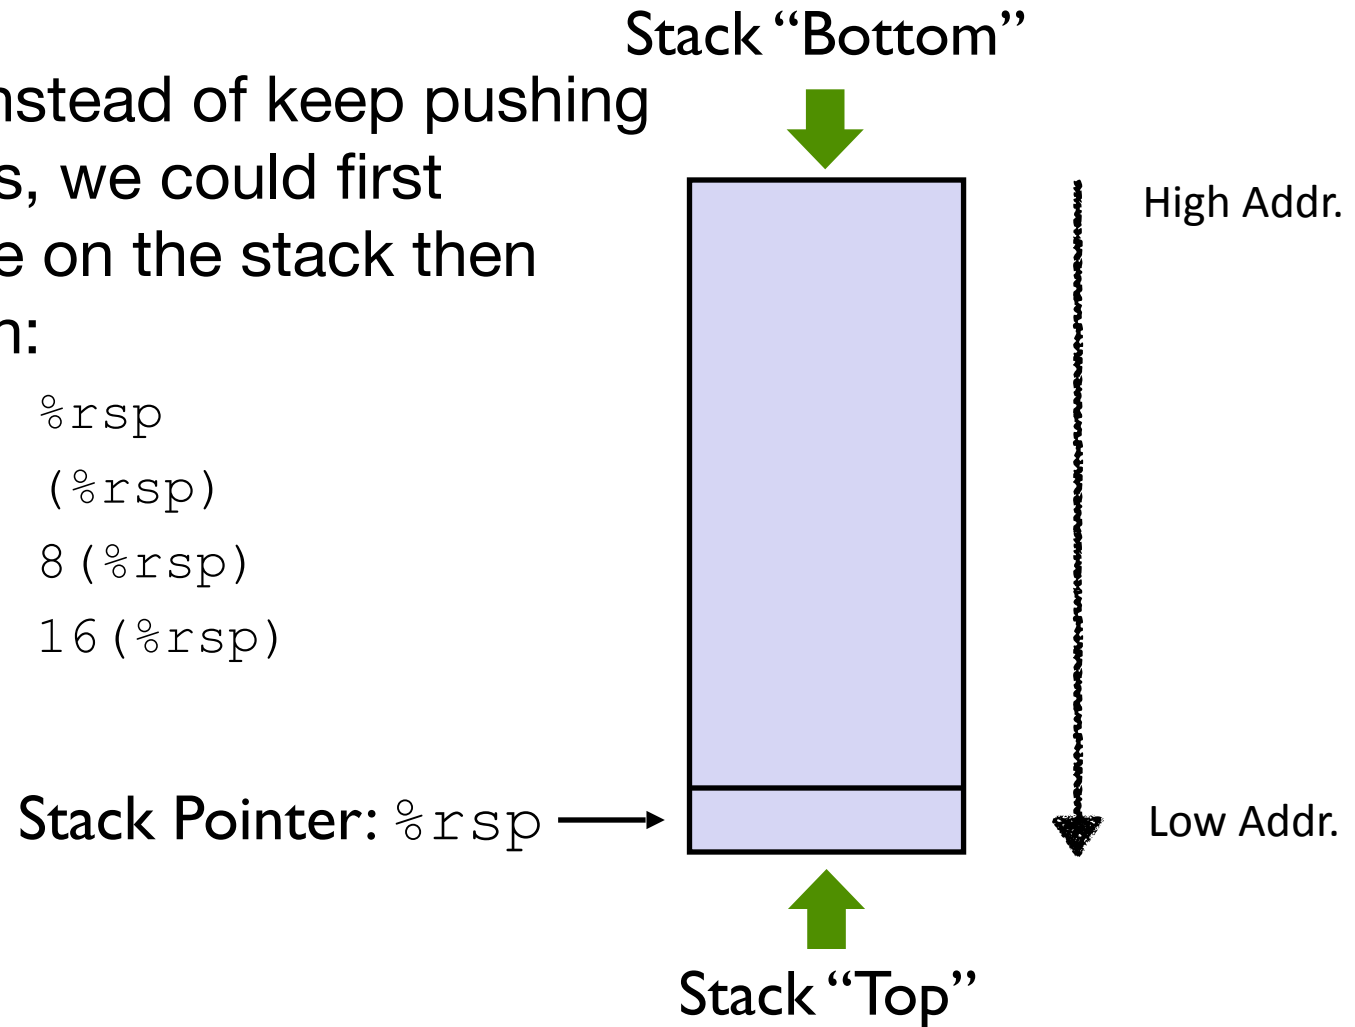 Stack “Bottom”
nstead of keep pushing
s, we could first
e on the stack then
n:
%rsp
(%rsp)
8(%rsp)
16(%rsp)
High Addr.
Stack Pointer: %rsp
Low Addr.
Stack “Top”